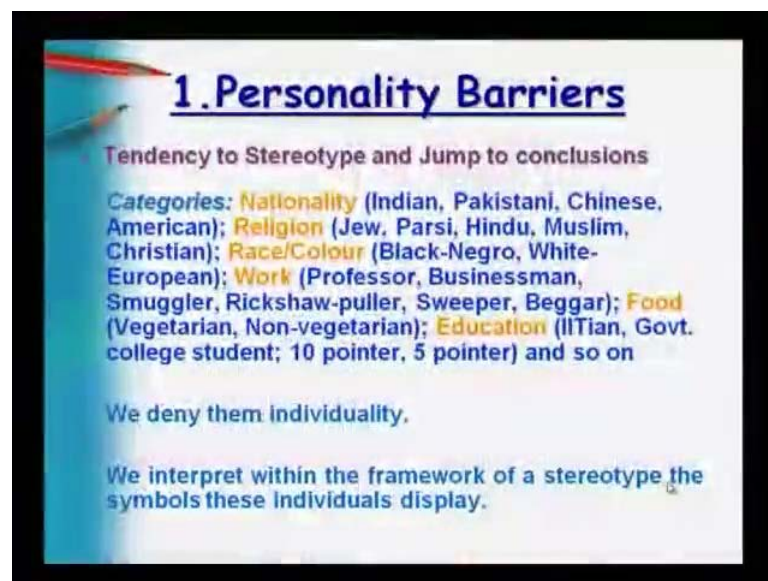 1.Personality Barriers
Tendency to Stereotype and Jump to conclusions
Categories: Nationality (Indian, Pakistani, Chinese,
American); Religion (Jew, Parsi, Hindu, Muslim,
Christian); Race/Colour (Black-Negro, White-
European); Work (Professor, Businessman,
Smuggler, Rickshaw-puller, Sweeper, Beggar); Food
(Vegetarian, Non-vegetarian); Education (IITian, Govt.
college student; 10 pointer, 5 pointer) and so on
We deny them individuality.
We interpret within the framework of a stereotype the
symbols these individuals display.